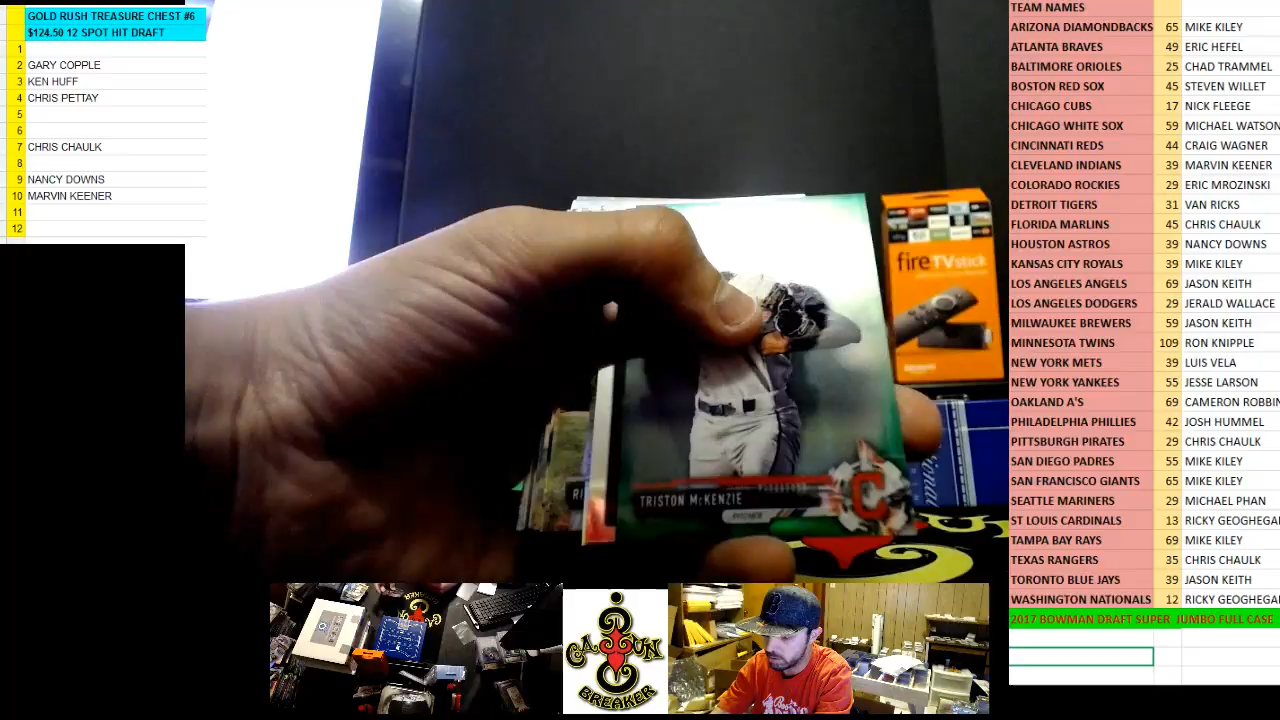 GOLD RUSH TREASURE CHEST #6
$124.50 12 SPOT HIT DRAFT
1
2 GARY COPPLE
3 KEN HUFF
4 CHRIS PETTAY
5
6
7 CHRIS CHAULK
8
9 NANCY DOWNS
10 MARVIN KEENER
11
12
fireTVstick
TRISTON McKENZIE
PITCHER
CAJUN
BREAKER
TEAM NAMES
ARIZONA DIAMONDBACKS 65 MIKE KILEY
ATLANTA BRAVES 49 ERIC HEFEL
BALTIMORE ORIOLES 25 CHAD TRAMMEL
BOSTON RED SOX 45 STEVEN WILLET
CHICAGO CUBS 17 NICK FLEEGE
CHICAGO WHITE SOX 59 MICHAEL WATSON
CINCINNATI REDS 44 CRAIG WAGNER
CLEVELAND INDIANS 39 MARVIN KEENER
COLORADO ROCKIES 29 ERIC MROZINSKI
DETROIT TIGERS 31 VAN RICKS
FLORIDA MARLINS 45 CHRIS CHAULK
HOUSTON ASTROS 39 NANCY DOWNS
KANSAS CITY ROYALS 39 MIKE KILEY
LOS ANGELES ANGELS 69 JASON KEITH
LOS ANGELES DODGERS 29 JERALD WALLACE
MILWAUKEE BREWERS 59 JASON KEITH
MINNESOTA TWINS 109 RON KNIPPLE
NEW YORK METS 39 LUIS VELA
NEW YORK YANKEES 55 JESSE LARSON
OAKLAND A'S 69 CAMERON ROBBIN
PHILADELPHIA PHILLIES 42 JOSH HUMMEL
PITTSBURGH PIRATES 29 CHRIS CHAULK
SAN DIEGO PADRES 55 MIKE KILEY
SAN FRANCISCO GIANTS 65 MIKE KILEY
SEATTLE MARINERS 29 MICHAEL PHAN
ST LOUIS CARDINALS 13 RICKY GEOGHEGA
TAMPA BAY RAYS 69 MIKE KILEY
TEXAS RANGERS 35 CHRIS CHAULK
TORONTO BLUE JAYS 39 JASON KEITH
WASHINGTON NATIONALS 12 RICKY GEOGHEGA
2017 BOWMAN DRAFT SUPER JUMBO FULL CASE